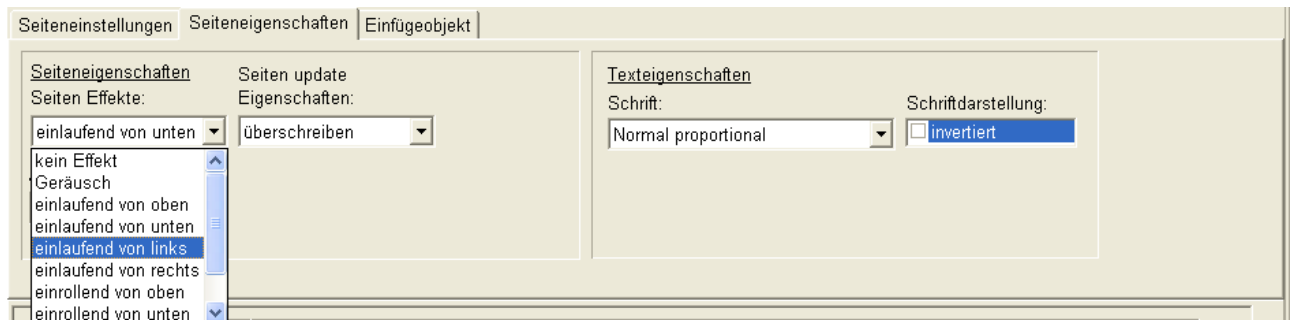 Seiteneinstellungen Seiteneigenschaften Einfügeobjekt
Seiteneigenschaften Seiten update
Seiten Effekte: Eigenschaften:
einlaufend von unten überschreiben
kein Effekt
Geräusch
einlaufend von oben
einlaufend von unten
einlaufend von links
einlaufend von rechts
einrollend von oben
einrollend von unten
Texteigenschaften
Schrift: Schriftdarstellung:
Normal proportional invertiert